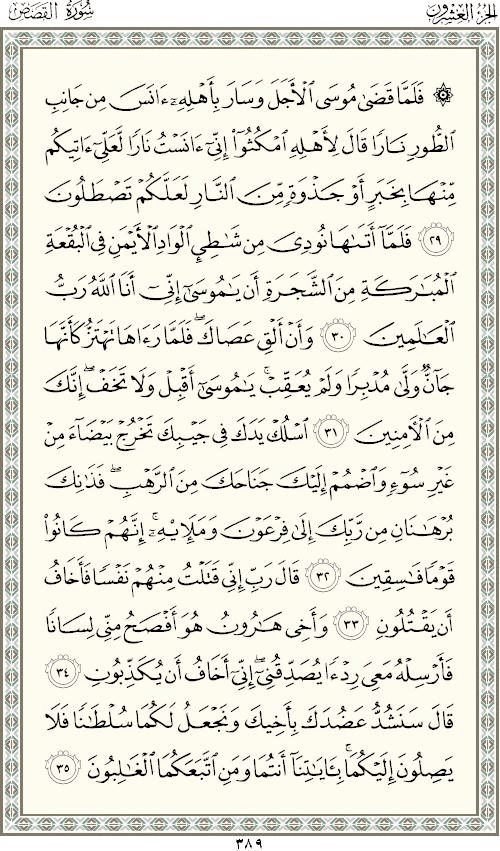 الجزء العشرون
سورة القصص
۞ فَلَمَّا قَضَىٰ مُوسَى ٱلْأَجَلَ وَسَارَ بِأَهْلِهِۦٓ ءَانَسَ مِن جَانِبِ
ٱلطُّورِ نَارًا قَالَ لِأَهْلِهِ ٱمْكُثُوٓا۟ إِنِّىٓ ءَانَسْتُ نَارًا لَّعَلِّىٓ ءَاتِيكُم
مِّنْهَا بِخَبَرٍ أَوْ جَذْوَةٍ مِّنَ ٱلنَّارِ لَعَلَّكُمْ تَصْطَلُونَ
٢٩ فَلَمَّآ أَتَىٰهَا نُودِىَ مِن شَٰطِئِ ٱلْوَادِ ٱلْأَيْمَنِ فِى ٱلْبُقْعَةِ
ٱلْمُبَٰرَكَةِ مِنَ ٱلشَّجَرَةِ أَن يَٰمُوسَىٰٓ إِنِّىٓ أَنَا ٱللَّهُ رَبُّ
ٱلْعَٰلَمِينَ ٣٠ وَأَنْ أَلْقِ عَصَاكَ ۖ فَلَمَّا رَءَاهَا تَهْتَزُّ كَأَنَّهَا
جَآنٌّ وَلَّىٰ مُدْبِرًا وَلَمْ يُعَقِّبْ ۚ يَٰمُوسَىٰٓ أَقْبِلْ وَلَا تَخَفْ ۖ إِنَّكَ
مِنَ ٱلْءَامِنِينَ ٣١ ٱسْلُكْ يَدَكَ فِى جَيْبِكَ تَخْرُجْ بَيْضَآءَ مِنْ
غَيْرِ سُوٓءٍ وَٱضْمُمْ إِلَيْكَ جَنَاحَكَ مِنَ ٱلرَّهْبِ ۖ فَذَٰنِكَ
بُرْهَٰنَانِ مِن رَّبِّكَ إِلَىٰ فِرْعَوْنَ وَمَلَإِي۟هِۦٓ ۚ إِنَّهُمْ كَانُوا۟
قَوْمًا فَٰسِقِينَ ٣٢ قَالَ رَبِّ إِنِّى قَتَلْتُ مِنْهُمْ نَفْسًا فَأَخَافُ
أَن يَقْتُلُونِ ٣٣ وَأَخِى هَٰرُونُ هُوَ أَفْصَحُ مِنِّى لِسَانًا
فَأَرْسِلْهُ مَعِىَ رِدْءًا يُصَدِّقُنِىٓ ۖ إِنِّىٓ أَخَافُ أَن يُكَذِّبُونِ ٣٤
قَالَ سَنَشُدُّ عَضُدَكَ بِأَخِيكَ وَنَجْعَلُ لَكُمَا سُلْطَٰنًا فَلَا
يَصِلُونَ إِلَيْكُمَا ۚ بِـَٔايَٰتِنَآ أَنتُمَا وَمَنِ ٱتَّبَعَكُمَا ٱلْغَٰلِبُونَ ٣٥
٣٨٩